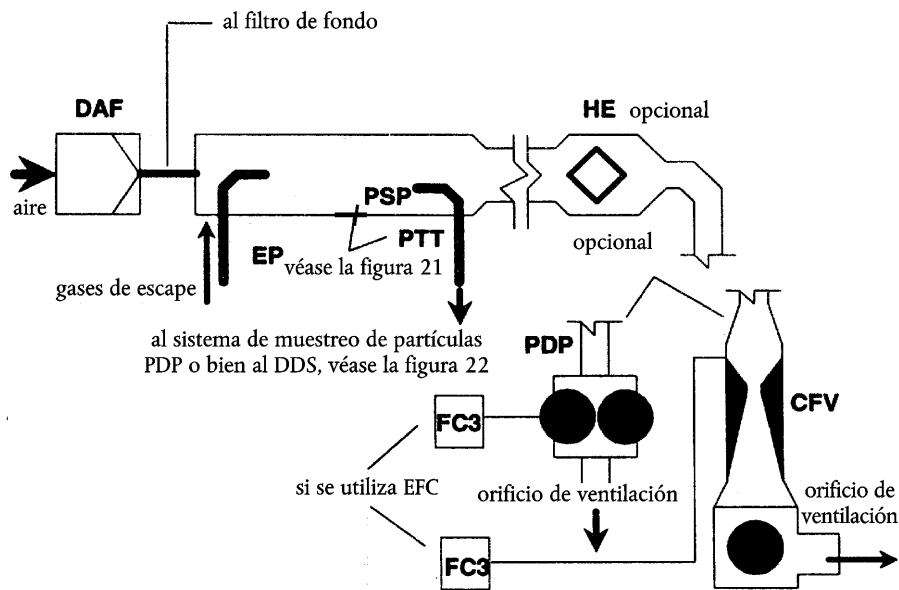 al filtro de fondo
DAF
HE opcional
aire
PSP
PTT
EP
véase la figura 21
opcional
gases de escape
al sistema de muestreo de partículas
PDP o bien al DDS, véase la figura 22
PDP
CFV
FC3
si se utiliza EFC
orificio de ventilación
orificio de
ventilación
FC3